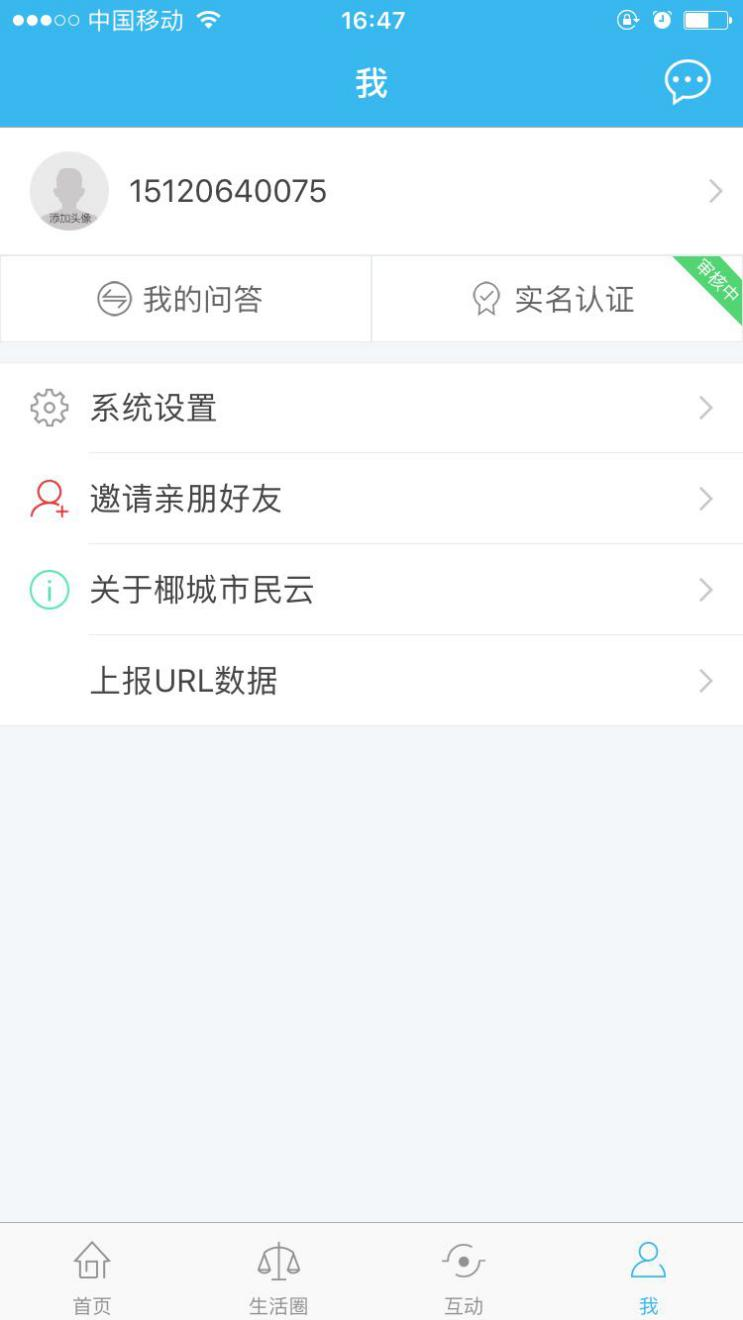 中国移动 16:47
我
添加头像
15120640075
我的问答
实名认证
审核中
系统设置
邀请亲朋好友
关于椰城市民云
上报URL数据
首页 生活圈 互动 我